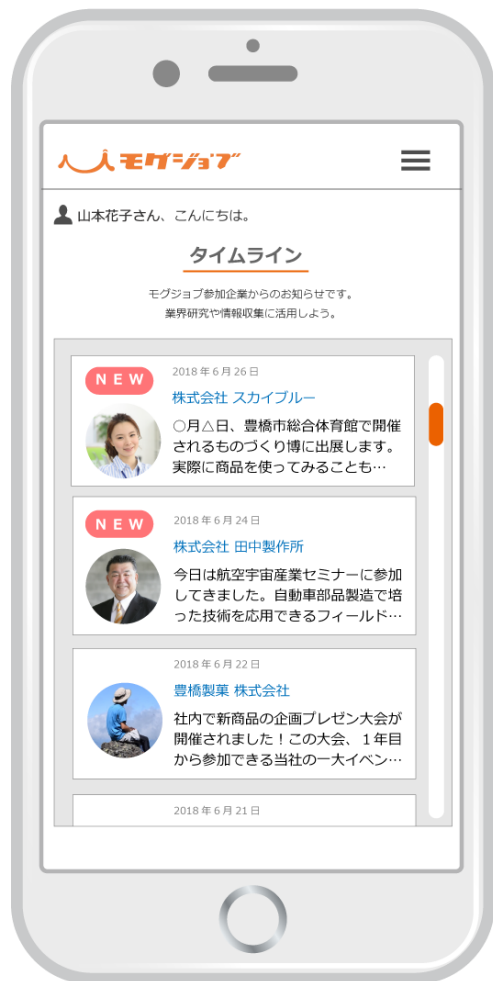 モグジョブ
山本花子さん、こんにちは。
タイムライン
モグジョブ参加企業からのお知らせです。
業界研究や情報収集に活用しよう。
NEW
2018年6月26日
株式会社 スカイブルー
○月△日、豊橋市総合体育館で開催
されるものづくり博に出展します。
実際に商品を使ってみることも…
NEW
2018年6月24日
株式会社 田中製作所
今日は航空宇宙産業セミナーに参加
してきました。自動車部品製造で培
った技術を応用できるフィールド…
2018年6月22日
豊橋製菓 株式会社
社内で新商品の企画プレゼン大会が
開催されました！この大会、１年目
から参加できる当社の一大イベン…
2018年6月21日